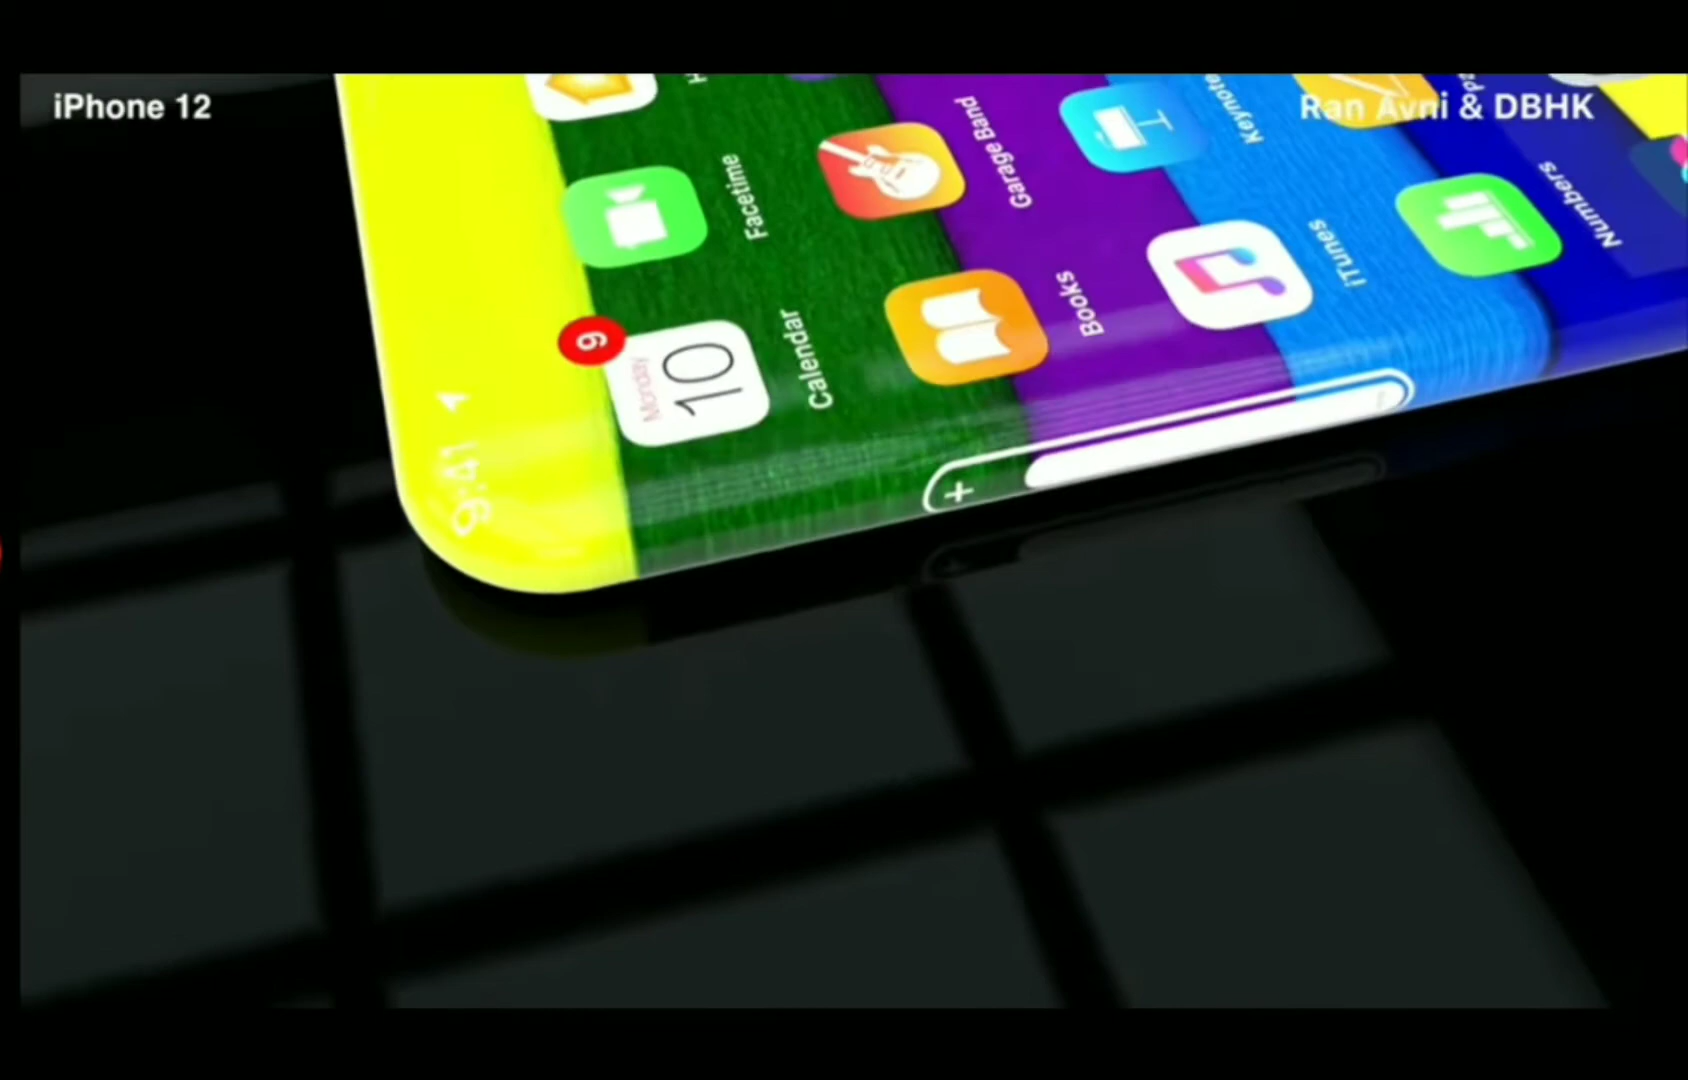 iPhone 12
Ran Avni & DBHK
H
Facetime
Garage Band
Keynote
Numbers
iTunes
Books
Calendar
9
Monday
10
9:41
+